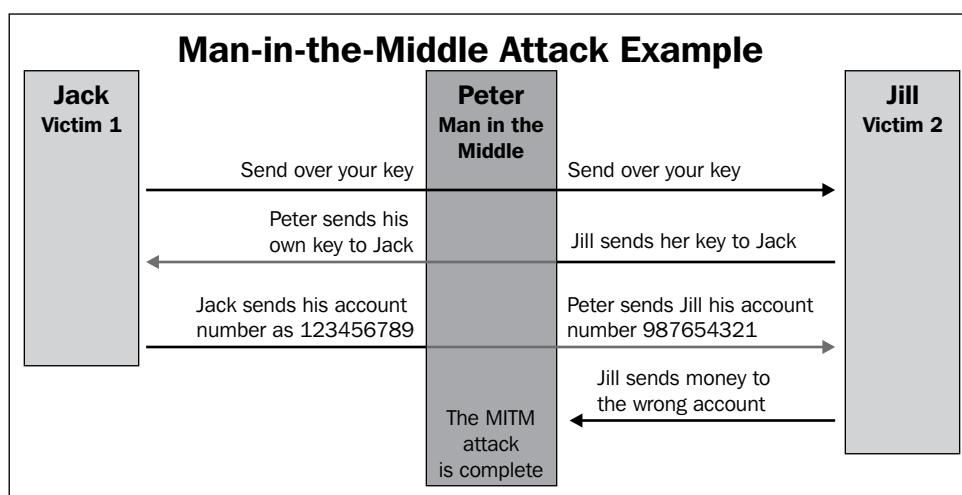 Man-in-the-Middle Attack Example
Jack
Victim 1
Peter
Man in the
Middle
Jill
Victim 2
Send over your key
Send over your key
Peter sends his
own key to Jack
Jill sends her key to Jack
Jack sends his account
number as 123456789
Peter sends Jill his account
number 987654321
Jill sends money to
the wrong account
The MITM
attack
is complete